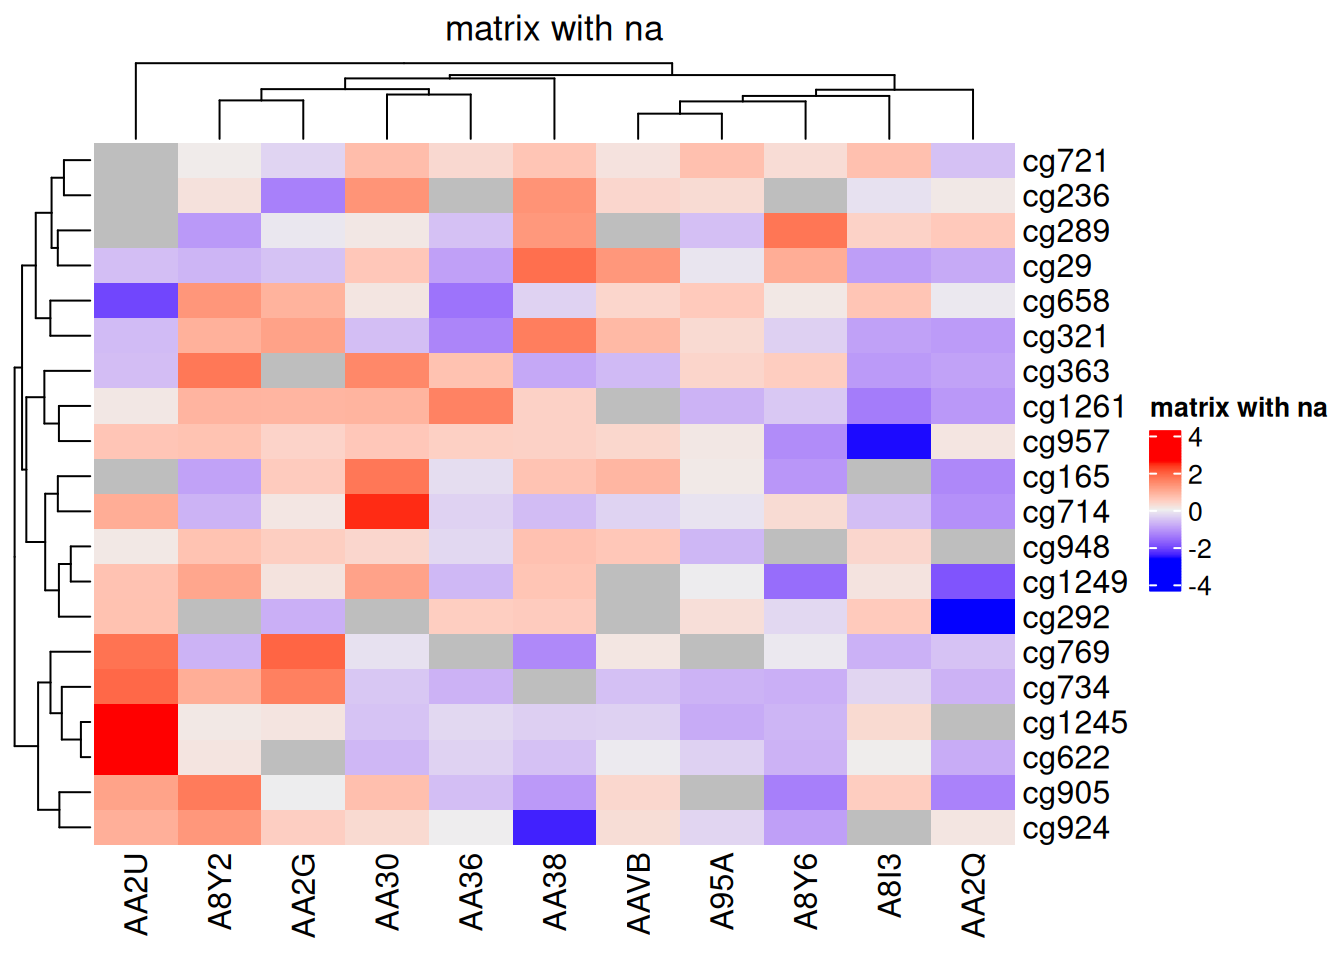 matrix with na
cg721
cg236
cg289
cg29
cg658
cg321
cg363
cg1261
cg957
cg165
cg714
cg948
cg1249
cg292
cg769
cg734
cg1245
cg622
cg905
cg924
AA2U
A8Y2
AA2G
AA30
AA36
AA38
AAVB
A95A
A8Y6
A8I3
AA2Q
matrix with na
4
2
0
-2
-4